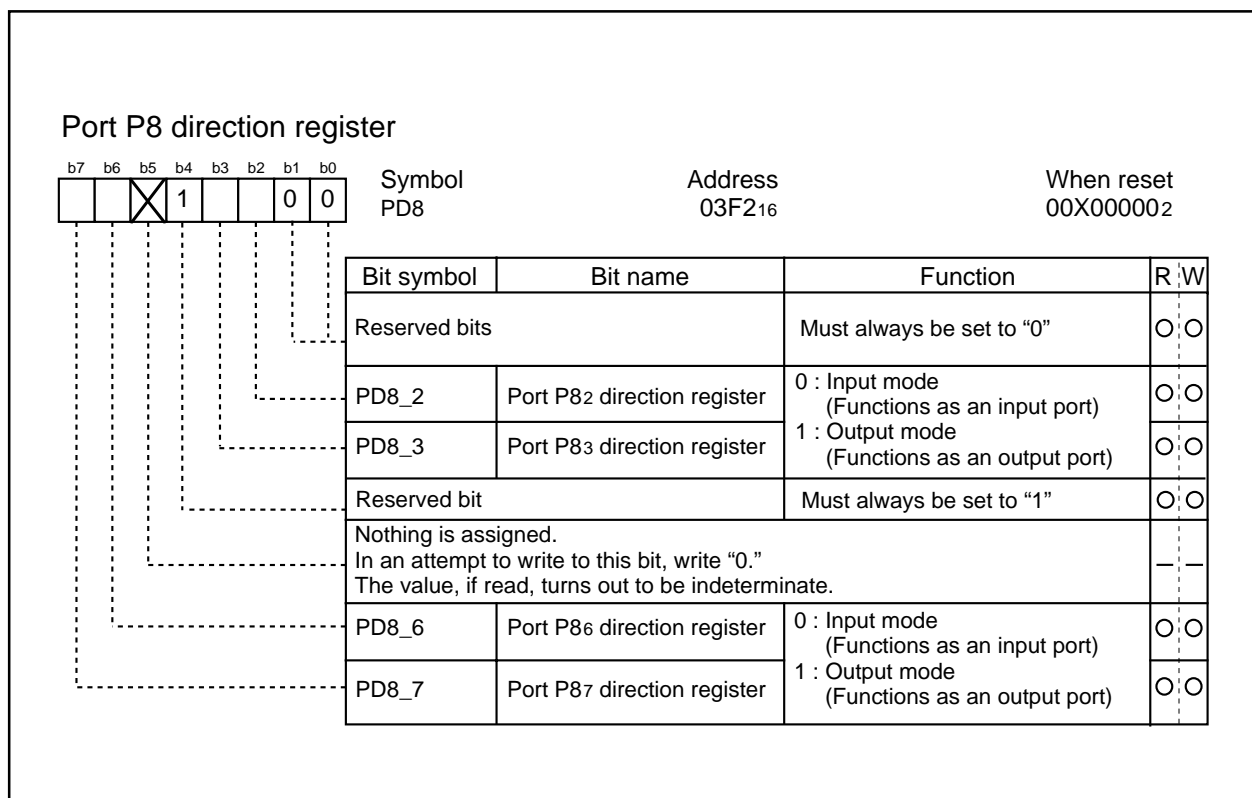 Port P8 direction register
b7 b6 b5 b4 b3 b2 b1 b0
1 0 0
Symbol Address When reset
PD8 03F216 00X000002
Bit symbol Bit name Function R W
Reserved bits Must always be set to “0”
PD8_2 Port P82 direction register 0 : Input mode
(Functions as an input port)
1 : Output mode
(Functions as an output port)
PD8_3 Port P83 direction register
Reserved bit Must always be set to “1”
Nothing is assigned.
In an attempt to write to this bit, write “0.”
The value, if read, turns out to be indeterminate.
PD8_6 Port P86 direction register 0 : Input mode
(Functions as an input port)
1 : Output mode
(Functions as an output port)
PD8_7 Port P87 direction register